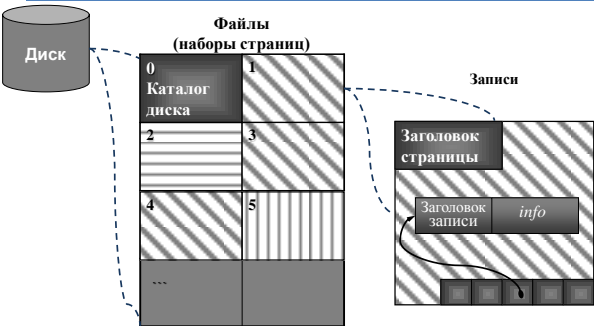 Диск
Файлы
(наборы страниц)
0
Каталог
диска
1
2
3
4
5
...
Записи
Заголовок
страницы
Заголовок
записи
info